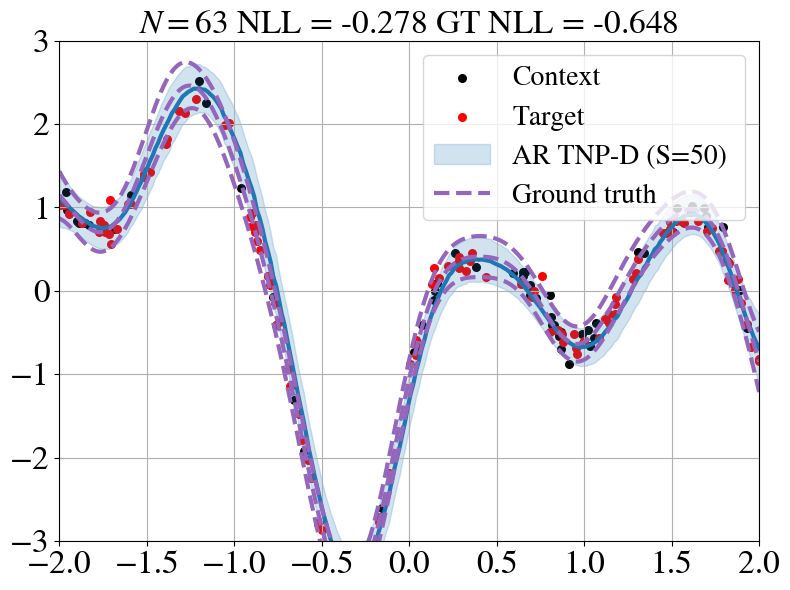 N = 63 NLL = -0.278 GT NLL = -0.648
3
2
1
0
−1
−2
−3
Context
Target
AR TNP-D (S=50)
Ground truth
−2.0 −1.5 −1.0 −0.5 0.0 0.5 1.0 1.5 2.0